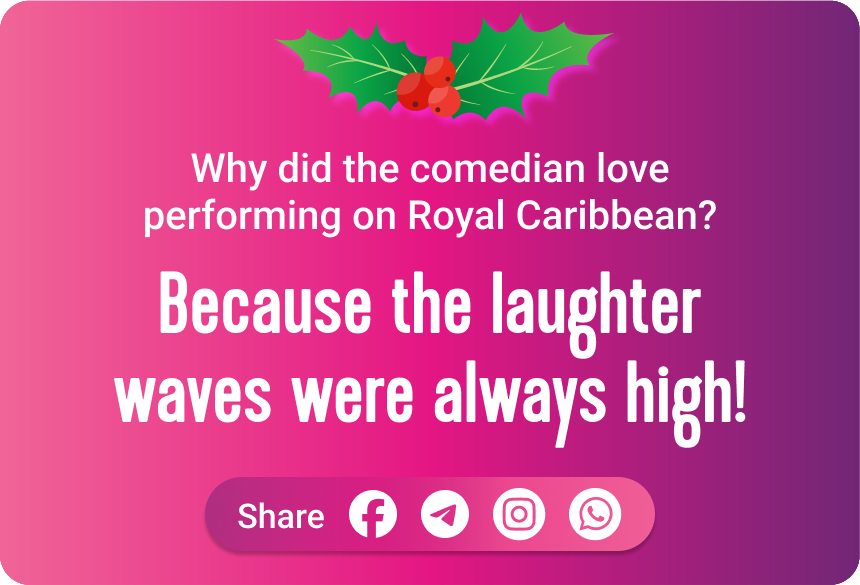 Why did the comedian love
performing on Royal Caribbean?
Because the laughter
waves were always high!
Share